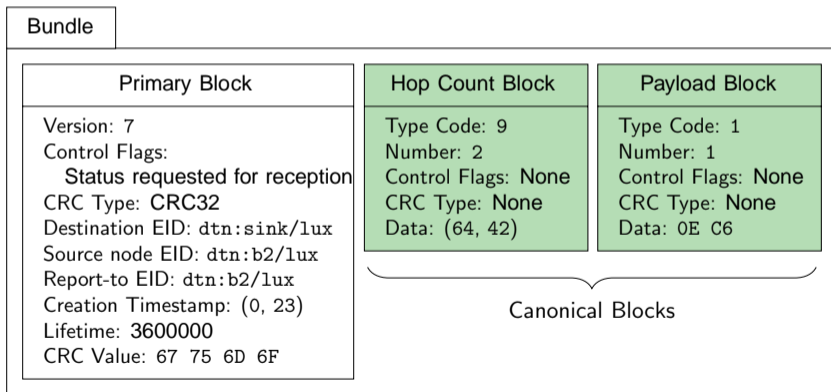 Bundle
Primary Block
Version: 7
Control Flags:
Status requested for reception
CRC Type: CRC32
Destination EID: dtn:sink/lux
Source node EID: dtn:b2/lux
Report-to EID: dtn:b2/lux
Creation Timestamp: (0, 23)
Lifetime: 3600000
CRC Value: 67 75 6D 6F
Hop Count Block
Type Code: 9
Number: 2
Control Flags: None
CRC Type: None
Data: (64, 42)
Payload Block
Type Code: 1
Number: 1
Control Flags: None
CRC Type: None
Data: 0E C6
Canonical Blocks